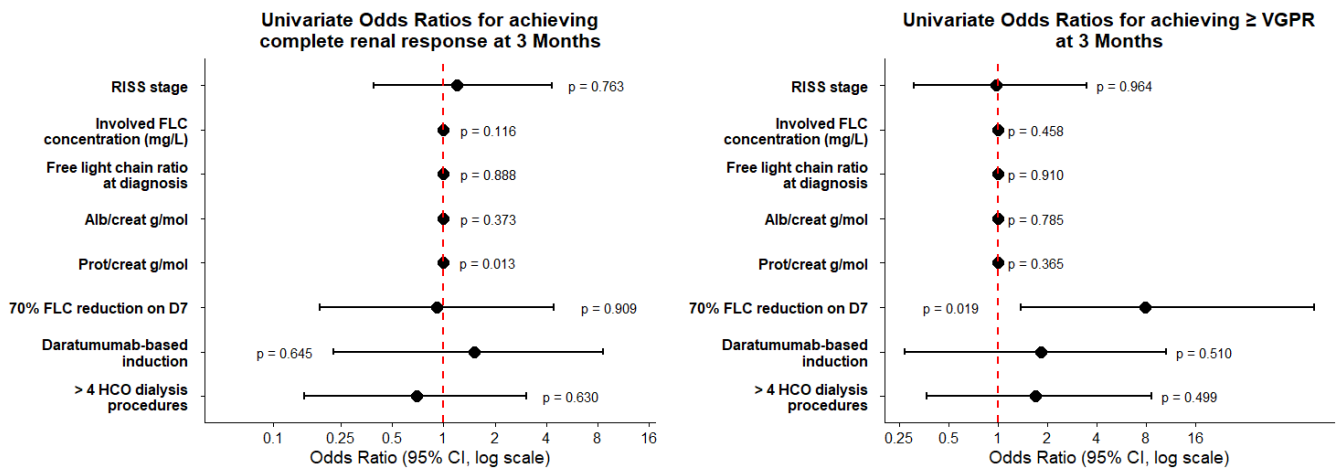 Univariate Odds Ratios for achieving
complete renal response at 3 Months
RISS stage
p = 0.763
Involved FLC
concentration (mg/L)
p = 0.116
Free light chain ratio
at diagnosis
p = 0.888
Alb/creat g/mol
p = 0.373
Prot/creat g/mol
p = 0.013
70% FLC reduction on D7
p = 0.909
Daratumumab-based
induction
p = 0.645
> 4 HCO dialysis
procedures
p = 0.630
0.1 0.25 0.5 1 2 4 8 16
Odds Ratio (95% CI, log scale)
Univariate Odds Ratios for achieving ≥ VGPR
at 3 Months
RISS stage
p = 0.964
Involved FLC
concentration (mg/L)
p = 0.458
Free light chain ratio
at diagnosis
p = 0.910
Alb/creat g/mol
p = 0.785
Prot/creat g/mol
p = 0.365
70% FLC reduction on D7
p = 0.019
Daratumumab-based
induction
p = 0.510
> 4 HCO dialysis
procedures
p = 0.499
0.25 0.5 1 2 4 8 16
Odds Ratio (95% CI, log scale)